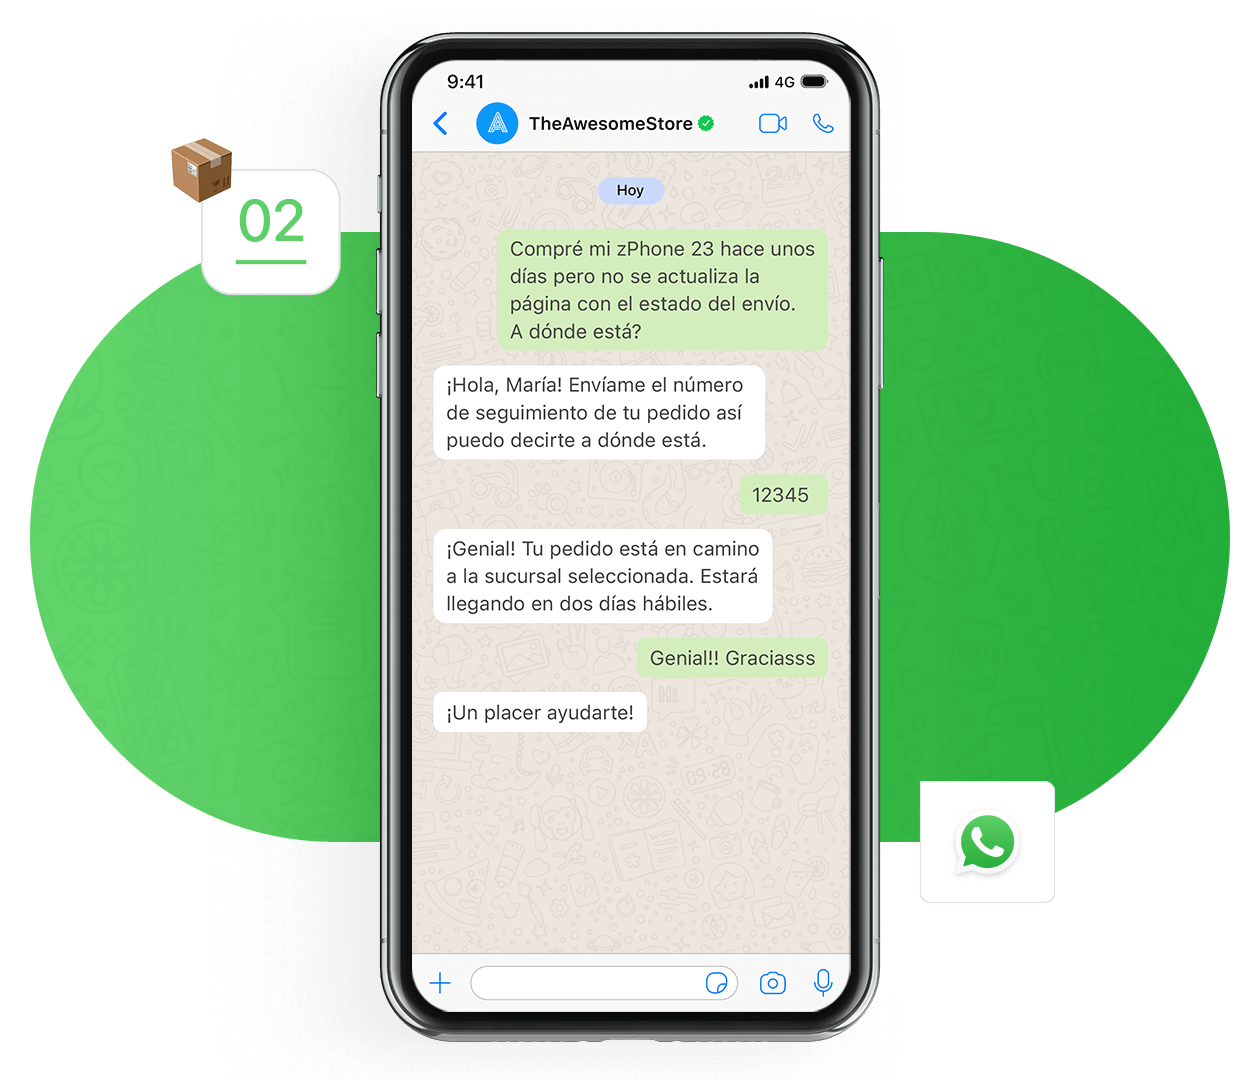 9:41
4G
TheAwesomeStore
02
Hoy
Compré mi zPhone 23 hace unos
días pero no se actualiza la
página con el estado del envío.
A dónde está?
¡Hola, María! Envíame el número
de seguimiento de tu pedido así
puedo decirte a dónde está.
12345
¡Genial! Tu pedido está en camino
a la sucursal seleccionada. Estará
llegando en dos días hábiles.
Genial!! Graciasss
Hi
¡Un placer ayudarte!
09:28